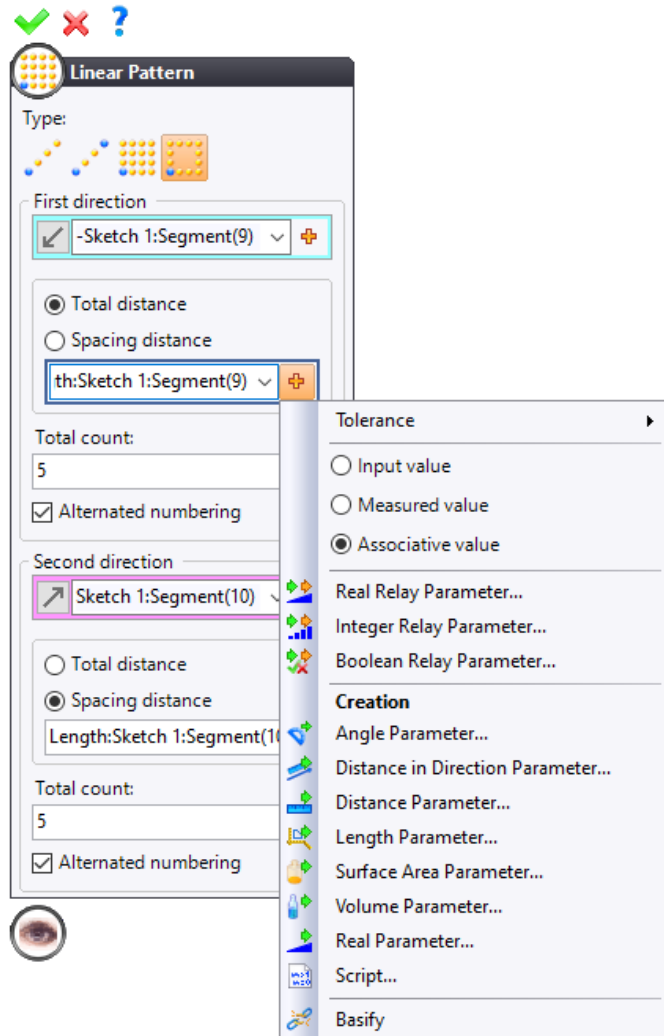 Linear Pattern
Type:
First direction
-Sketch 1:Segment(9)
Total distance
Spacing distance
th:Sketch 1:Segment(9)
Total count:
5
Alternated numbering
Second direction
Sketch 1:Segment(10)
Total distance
Spacing distance
Length:Sketch 1:Segment(1
Total count:
5
Alternated numbering
Tolerance
Input value
Measured value
Associative value
Real Relay Parameter...
Integer Relay Parameter...
Boolean Relay Parameter...
Creation
Angle Parameter...
Distance in Direction Parameter...
Distance Parameter...
Length Parameter...
Surface Area Parameter...
Volume Parameter...
Real Parameter...
Script...
Basify